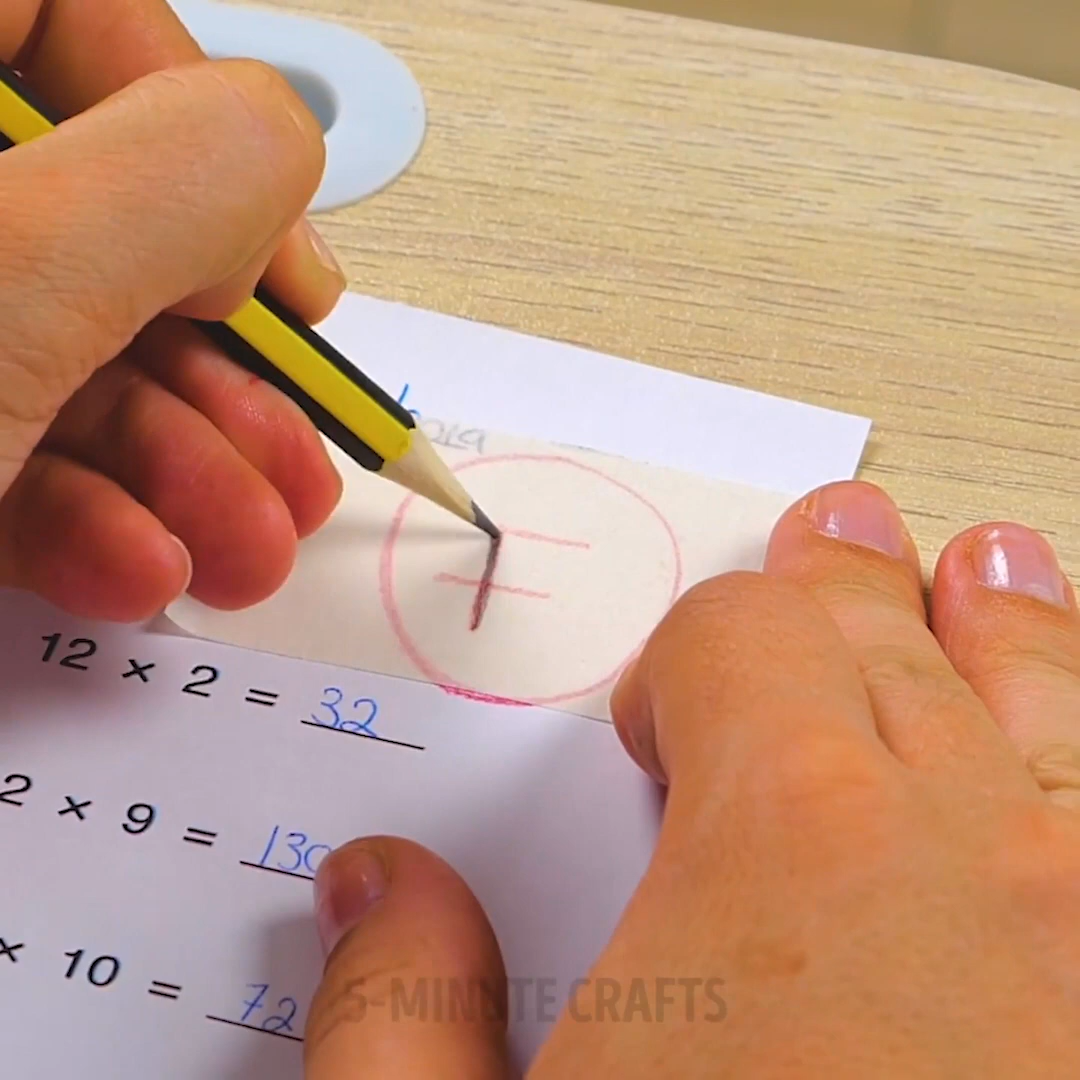 F
12 × 2 = 32
2 × 9 = 130
× 10 = 72
5-MINUTE CRAFTS